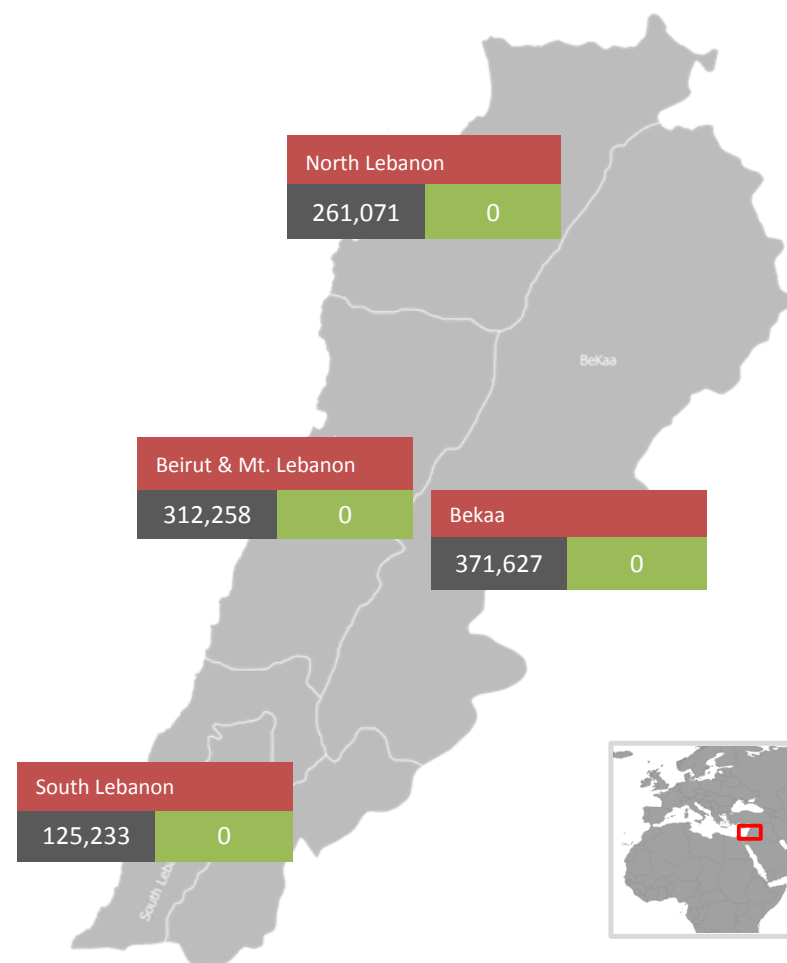 North Lebanon
261,071 0
BeKaa
Beirut & Mt. Lebanon
312,258 0
Bekaa
371,627 0
South Lebanon
125,233 0
South